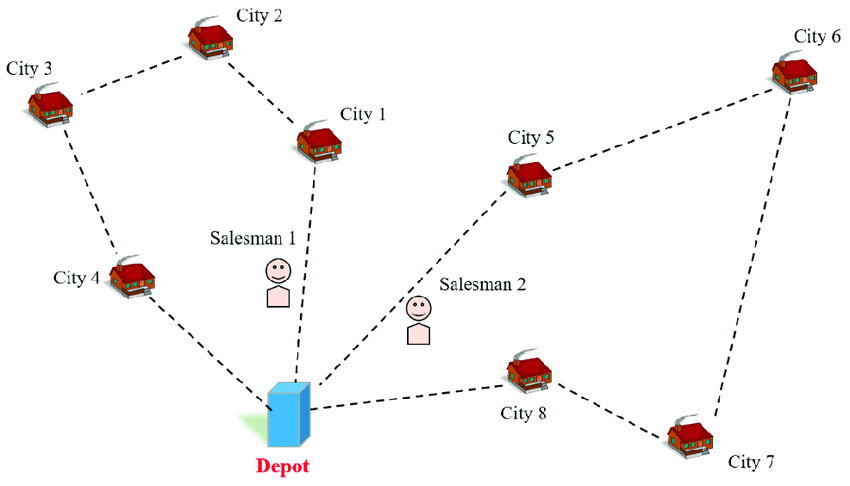 City 2
City 6
City 3
City 1
City 5
Salesman 1
City 4
Salesman 2
City 8
Depot
City 7